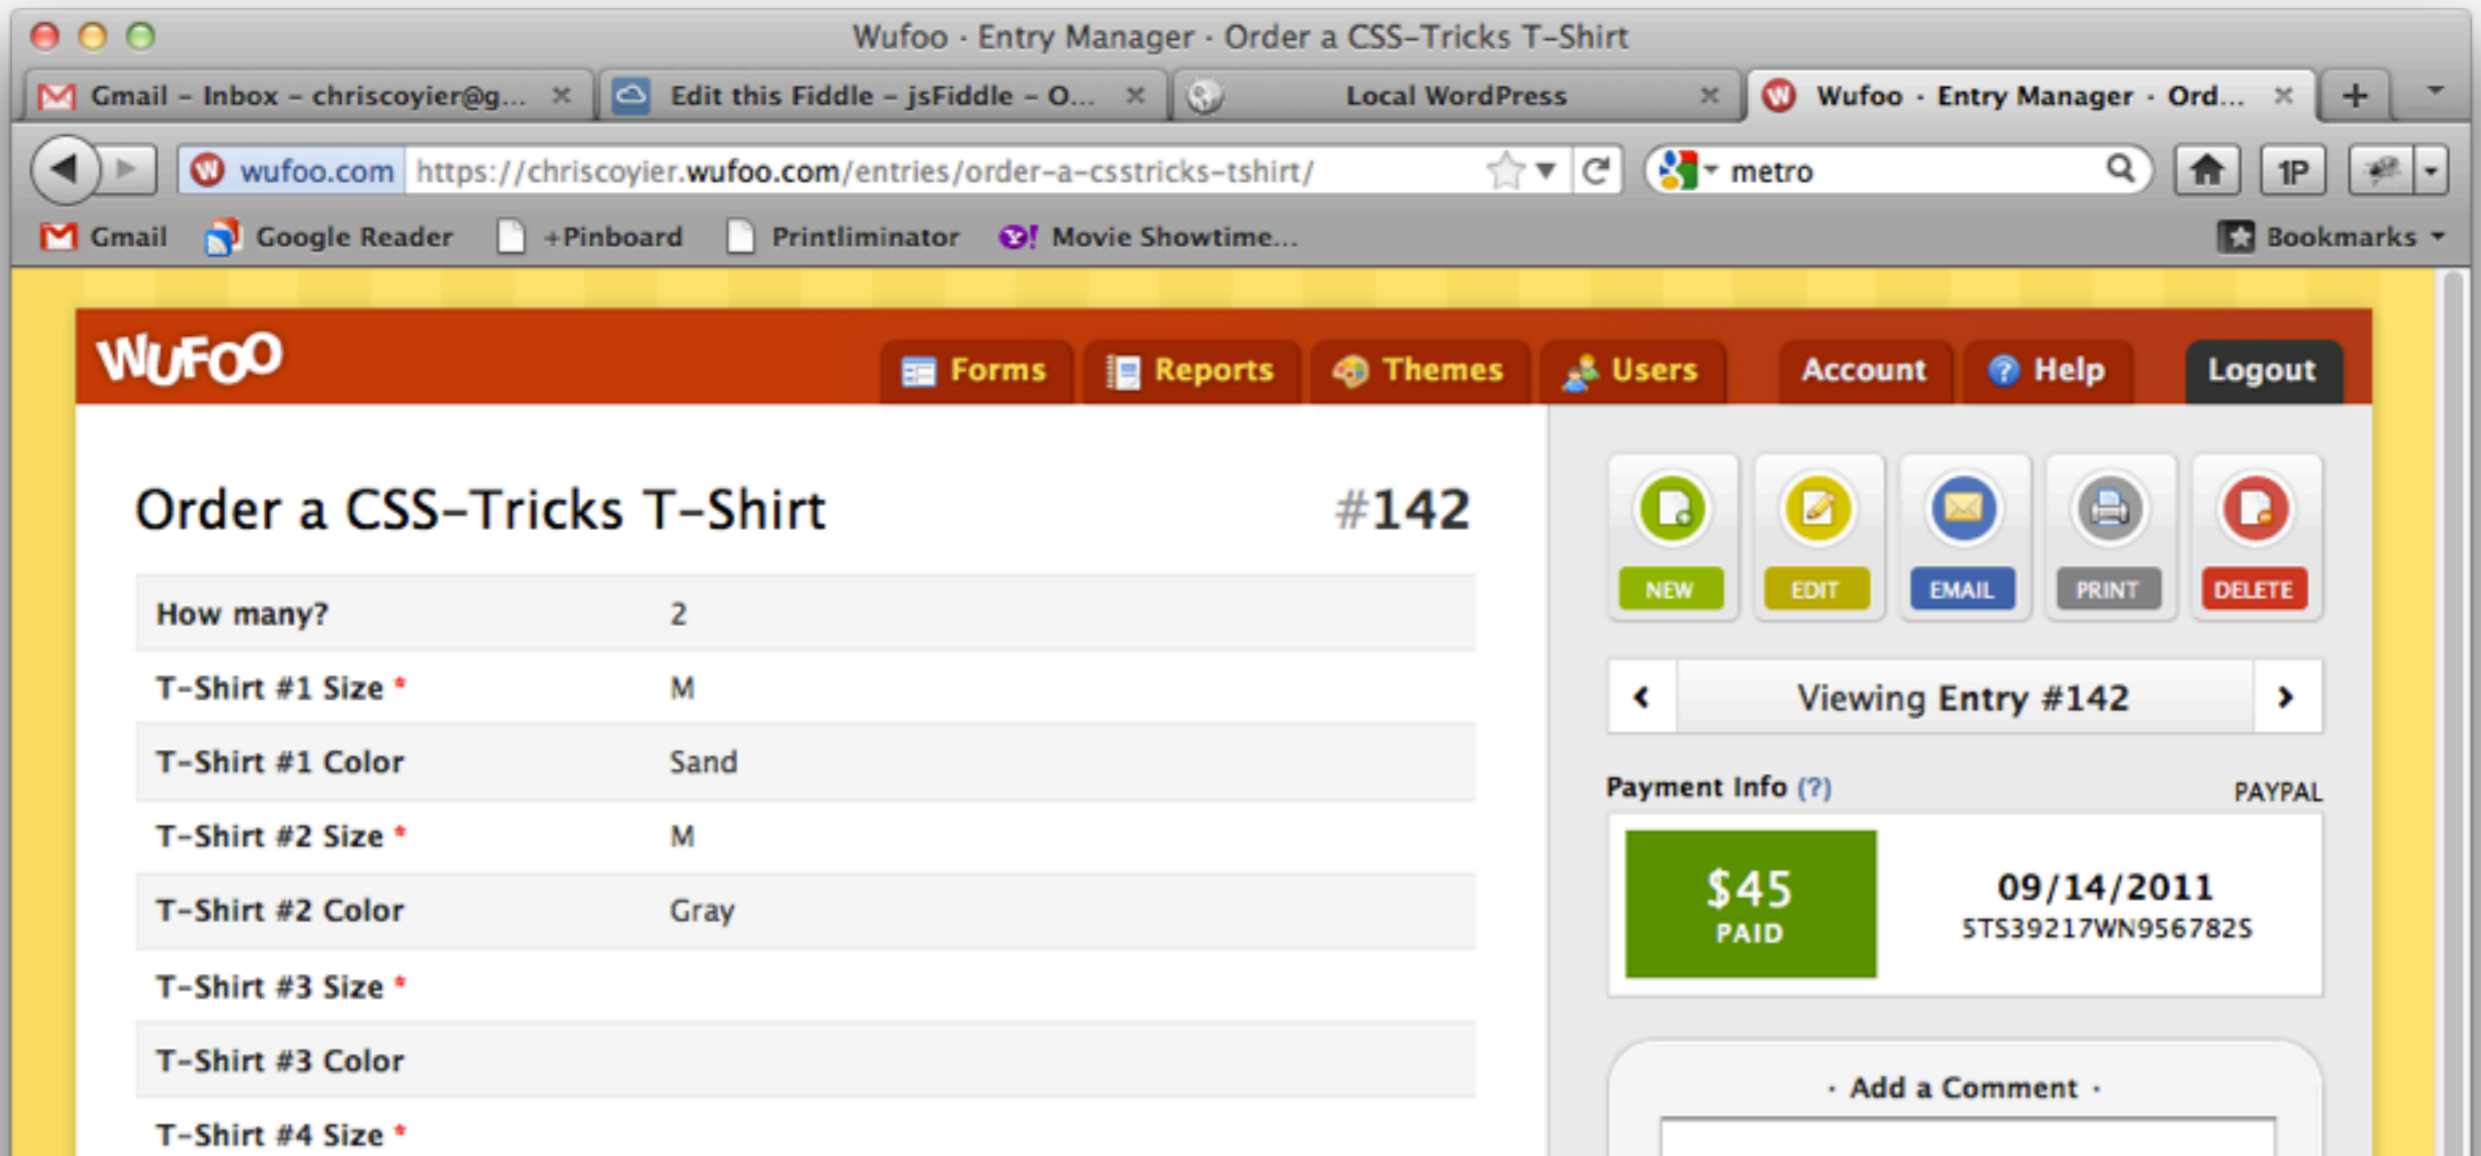 Wufoo · Entry Manager · Order a CSS-Tricks T-Shirt
Gmail - Inbox - chriscoyier@g... Edit this Fiddle - jsFiddle - O... Local WordPress Wufoo · Entry Manager · Ord...
wufoo.com https://chriscoyier.wufoo.com/entries/order-a-csstricks-tshirt/ metro 1P
Gmail Google Reader +Pinboard Printliminator Movie Showtime... Bookmarks
WUFOO Forms Reports Themes Users Account Help Logout
Order a CSS-Tricks T-Shirt #142
How many? 2
T-Shirt #1 Size * M
T-Shirt #1 Color Sand
T-Shirt #2 Size * M
T-Shirt #2 Color Gray
T-Shirt #3 Size *
T-Shirt #3 Color
T-Shirt #4 Size *
NEW EDIT EMAIL PRINT DELETE
Viewing Entry #142
Payment Info (?) PAYPAL
$45 09/14/2011
PAID 5TS39217WN956782S
· Add a Comment ·